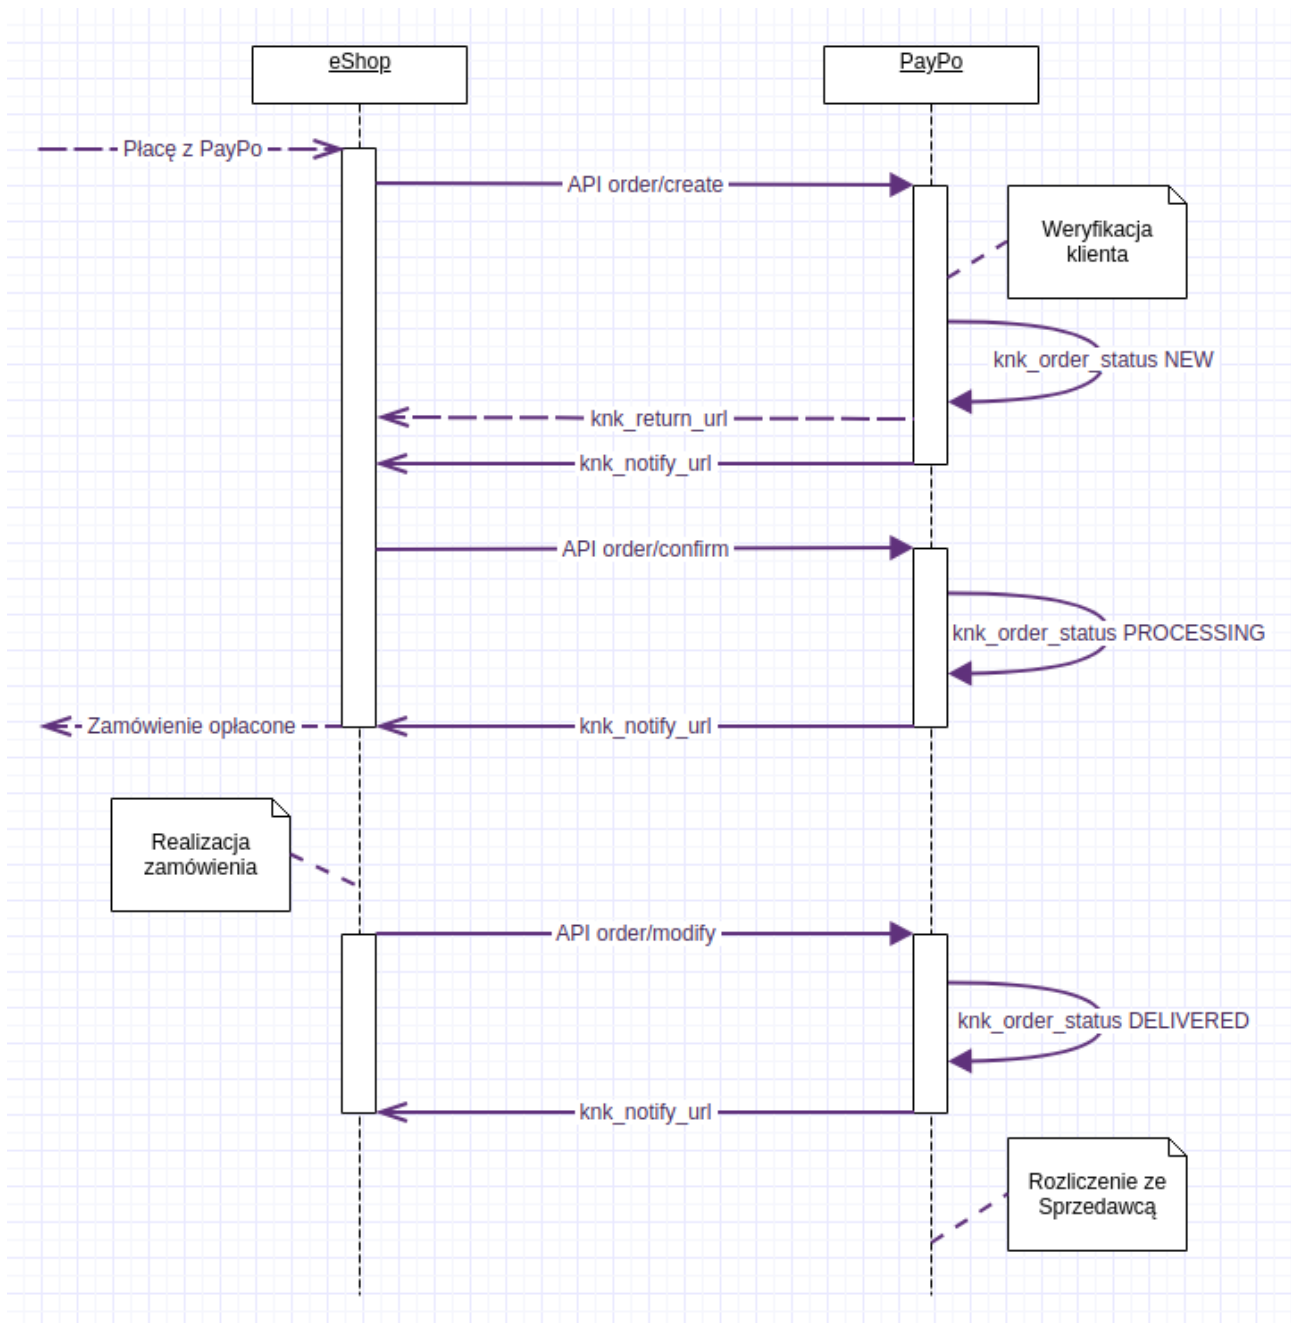 eShop
PayPo
Płacę z PayPo
API order/create
Weryfikacja
klienta
knk_order_status NEW
knk_return_url
knk_notify_url
API order/confirm
knk_order_status PROCESSING
Zamówienie opłacone
knk_notify_url
Realizacja
zamówienia
API order/modify
knk_order_status DELIVERED
knk_notify_url
Rozliczenie ze
Sprzedawcą